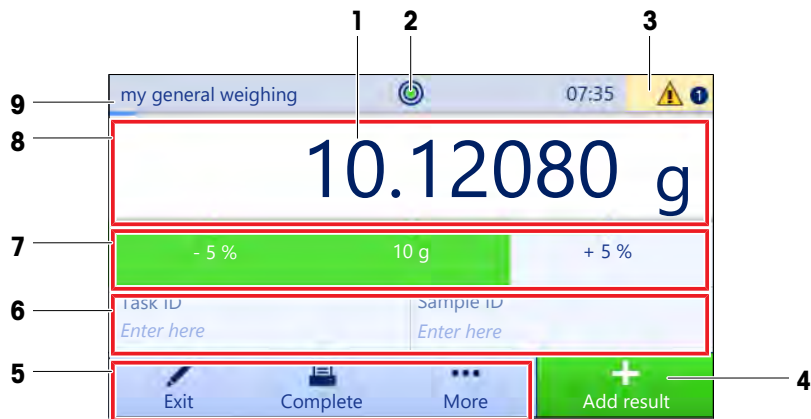 1 2 3
9 my general weighing 07:35 1
8 10.12080 g
7 - 5 % 10 g + 5 %
6 Task ID Sample ID
Enter here Enter here
5 Exit Complete More Add result 4